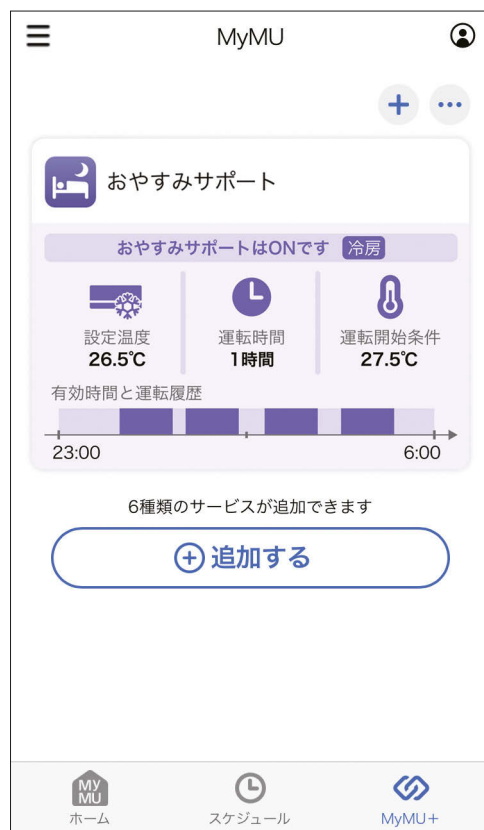 MyMU
おやすみサポート
おやすみサポートはONです 冷房
設定温度 運転時間 運転開始条件
26.5℃ 1時間 27.5℃
有効時間と運転履歴
23:00 6:00
6種類のサービスが追加できます
追加する
MY
MU
ホーム スケジュール MyMU+